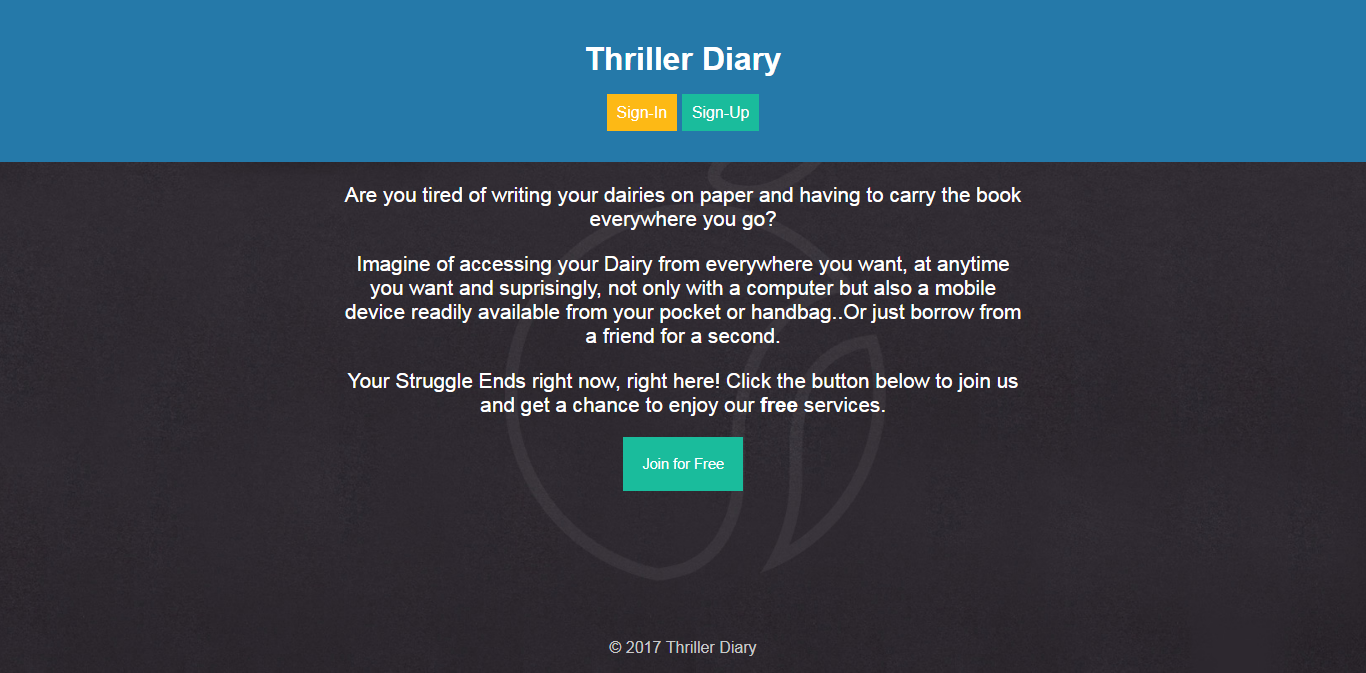 Thriller Diary
Sign-In Sign-Up
Are you tired of writing your dairies on paper and having to carry the book
everywhere you go?
Imagine of accessing your Dairy from everywhere you want, at anytime
you want and suprisingly, not only with a computer but also a mobile
device readily available from your pocket or handbag..Or just borrow from
a friend for a second.
Your Struggle Ends right now, right here! Click the button below to join us
and get a chance to enjoy our free services.
Join for Free
© 2017 Thriller Diary